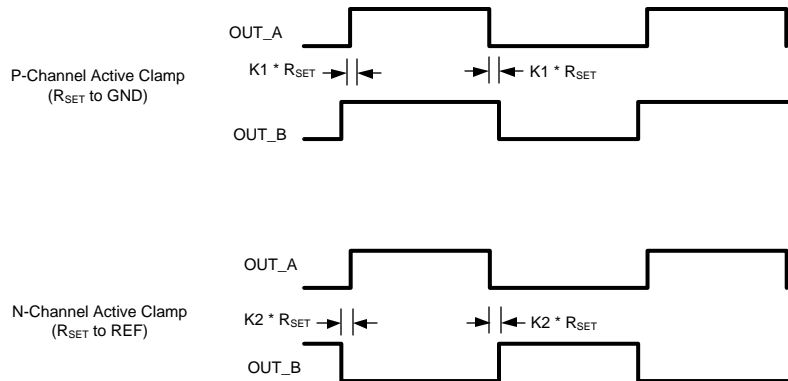 OUT_A
P-Channel Active Clamp
(RSET to GND)
K1 * RSET
K1 * RSET
OUT_B
OUT_A
N-Channel Active Clamp
(RSET to REF)
K2 * RSET
K2 * RSET
OUT_B